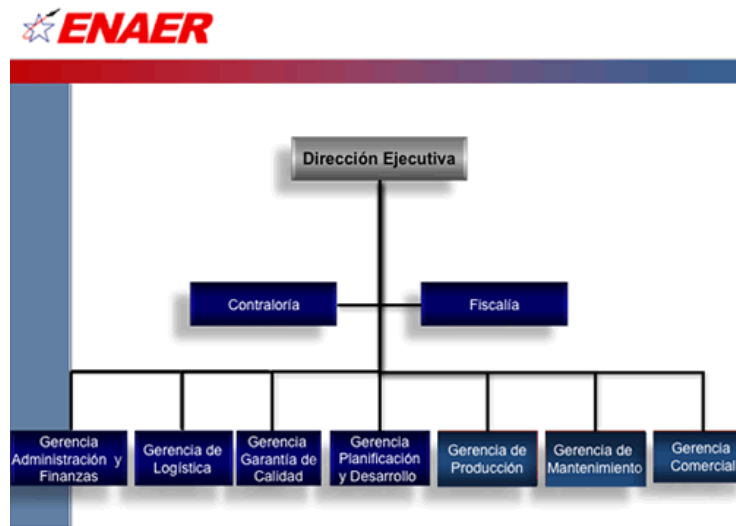 ENAER
Dirección Ejecutiva
Contraloría
Fiscalía
Gerencia
Administración y
Finanzas
Gerencia de
Logística
Gerencia
Garantía de
Calidad
Gerencia
Planificación
y Desarrollo
Gerencia de
Producción
Gerencia de
Mantenimiento
Gerencia
Comercial